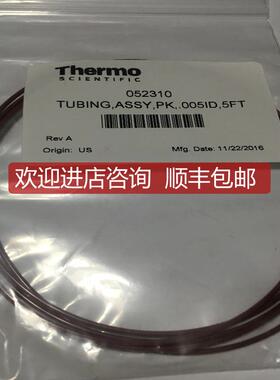 Thermo
SCIENTIFIC
052310
TUBING,ASSY,PK,.005ID,5FT
Rev A
Origin: US
Mfg. Date: 11/22/2016
欢迎进店咨询 顺丰包邮